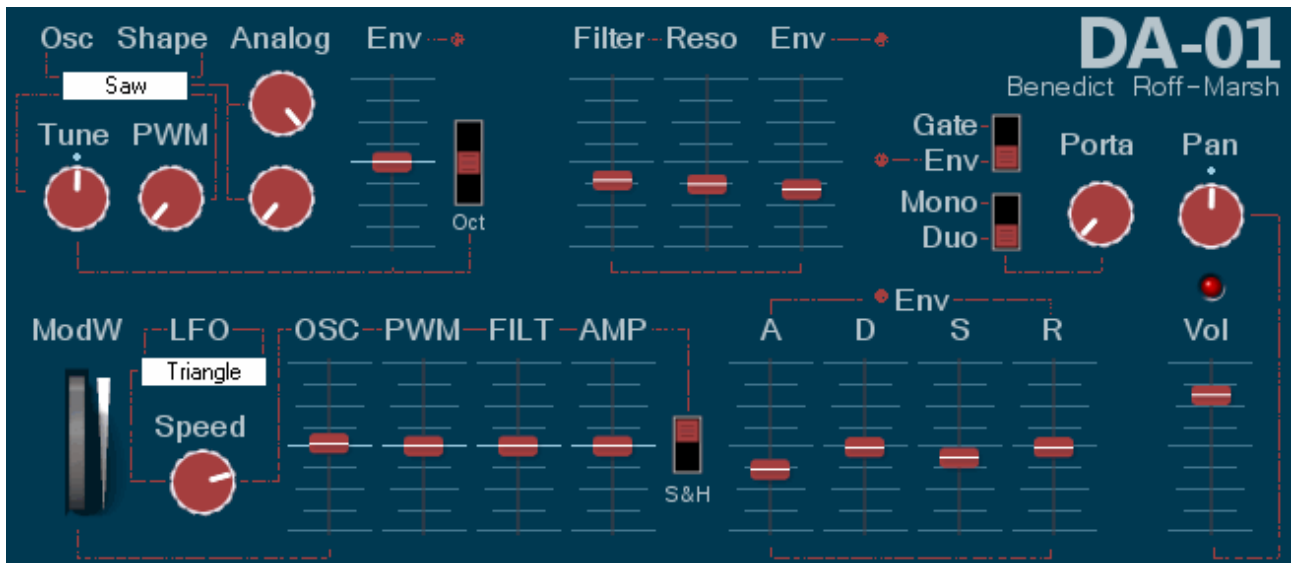 Osc Shape Analog Env Filter Reso Env DA-01
Saw
Benedict Roff-Marsh
Tune PWM
Gate
Env
Porta Pan
Mono
Duo
Oct
Env
ModW LFO OSC PWM FILT AMP A D S R Vol
Triangle
Speed
S&H